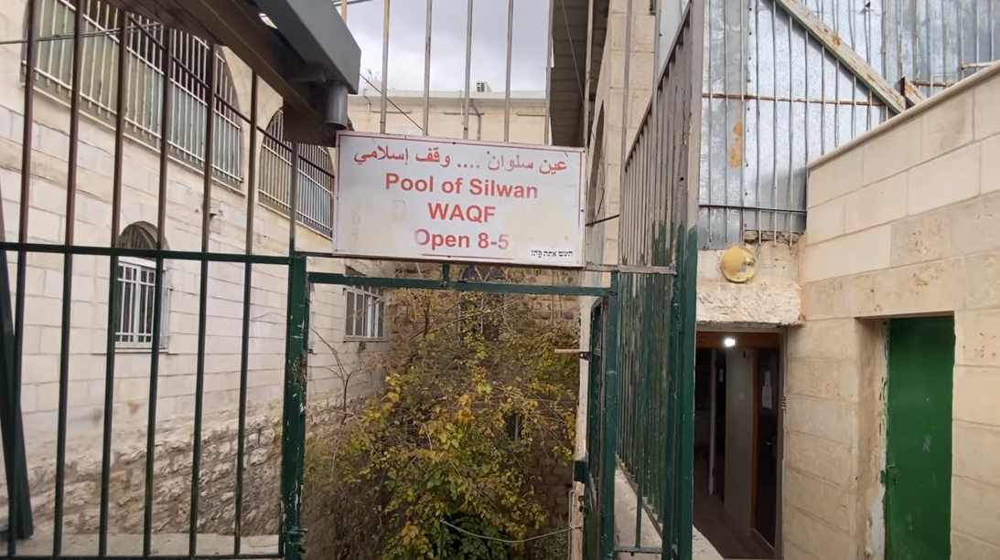 عين سلوان .... وقف إسلامي
Pool of Silwan
WAQF
Open 8-5